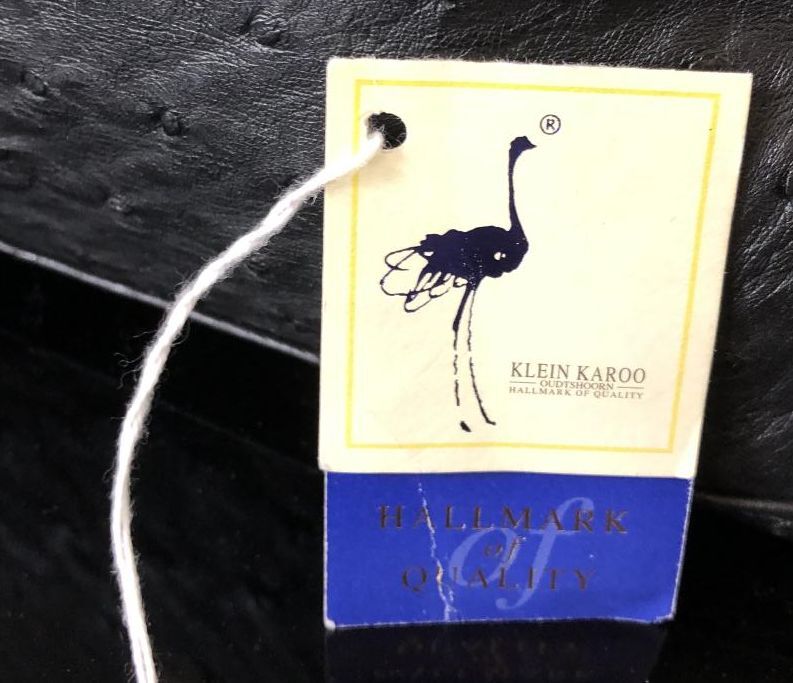 ®
KLEIN KAROO
OUDTSHOORN
HALLMARK OF QUALITY
HALLMARK
of
QUALITY